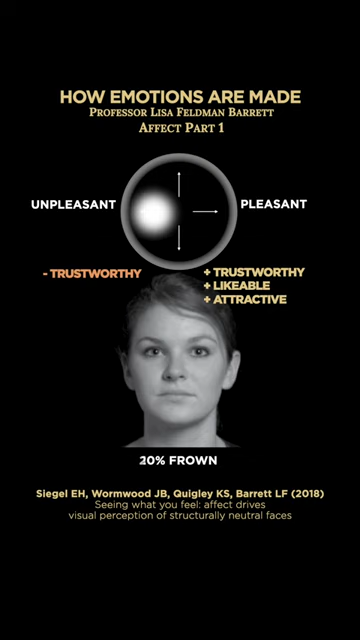 HOW EMOTIONS ARE MADE
PROFESSOR LISA FELDMAN BARRETT
AFFECT PART 1
UNPLEASANT
PLEASANT
- TRUSTWORTHY
+ TRUSTWORTHY
+ LIKEABLE
+ ATTRACTIVE
FROWN
Siegel EH, Wormwood JB, Quigley KS, Barrett LF (2018)
Seeing what you feel: affect drives
visual perception of structurally neutral faces